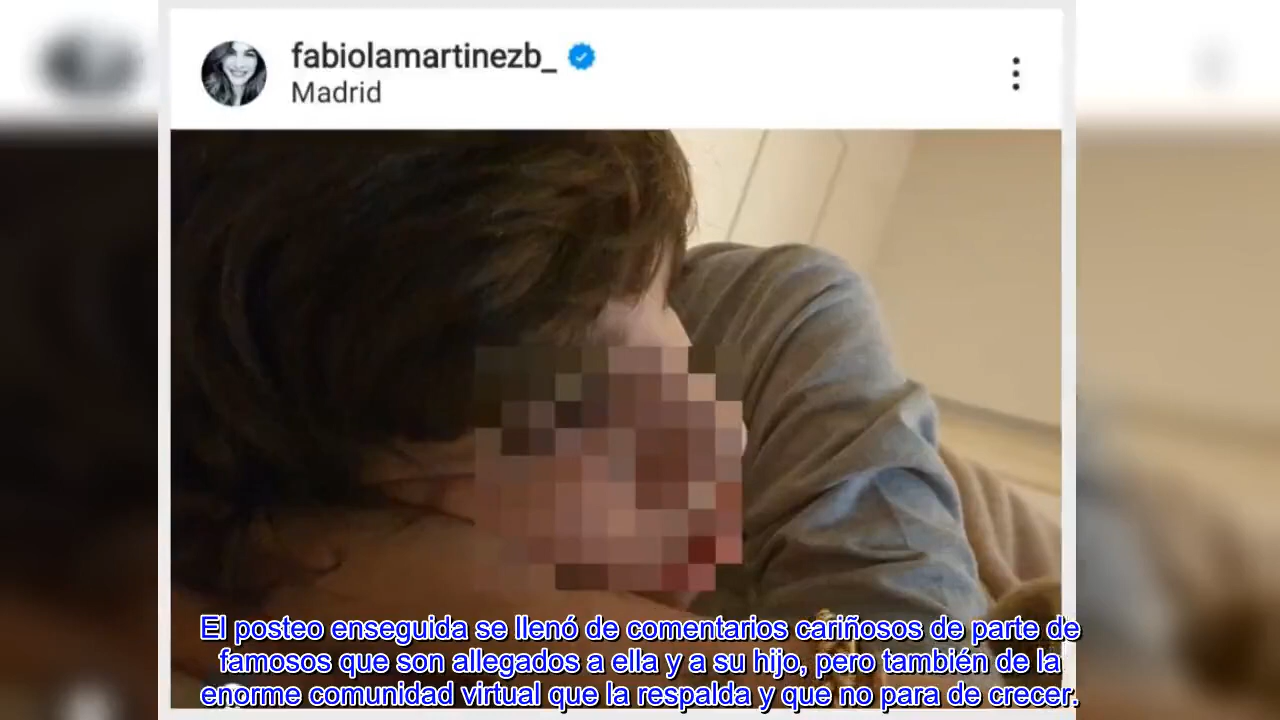 fabiolamartinezb_
Madrid
El posteo enseguida se llenó de comentarios cariñosos de parte de
famosos que son allegados a ella y a su hijo, pero también de la
enorme comunidad virtual que la respalda y que no para de crecer.